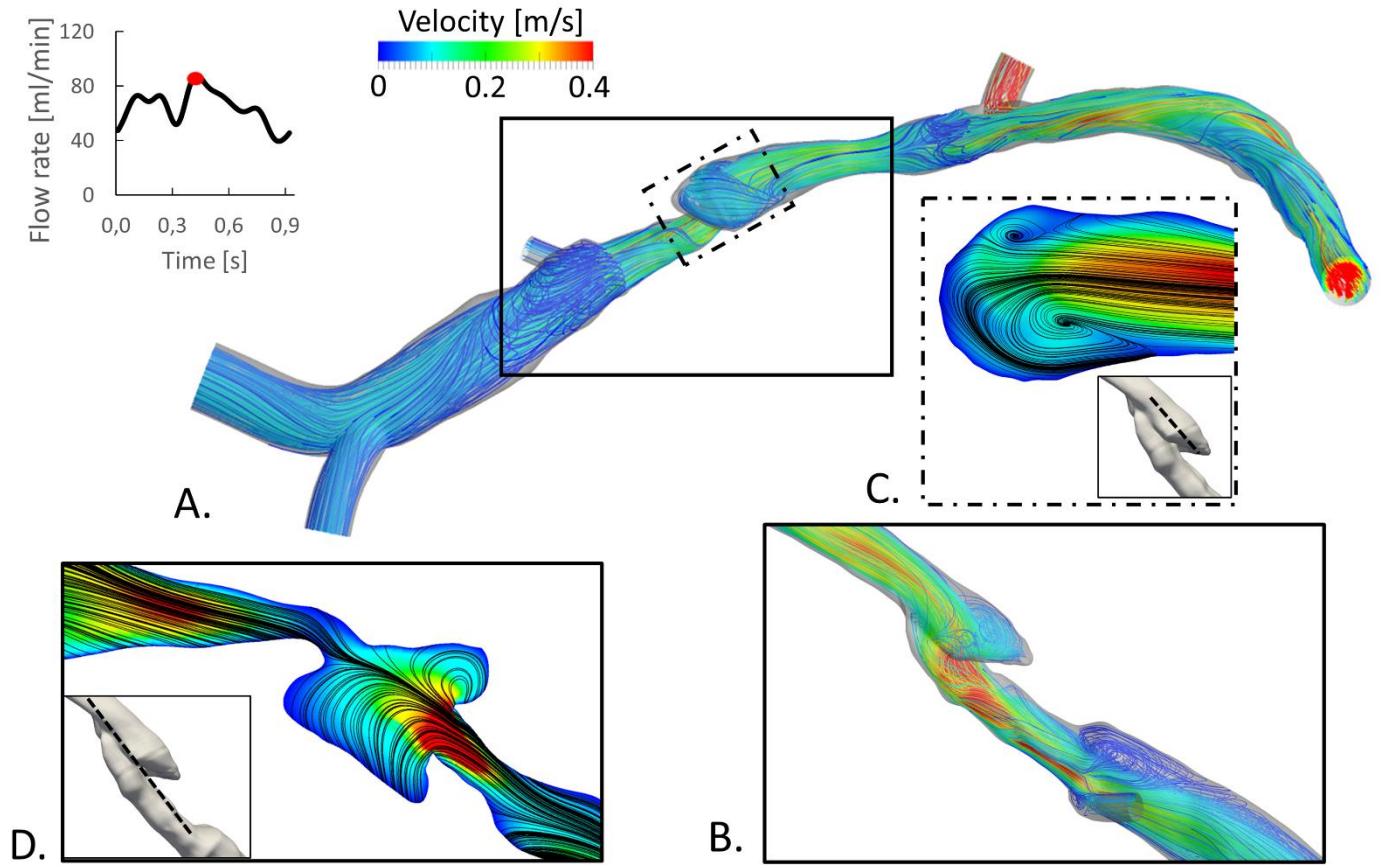 Velocity [m/s]
0 0.2 0.4
Flow rate [ml/min]
120
80
40
0
0,0 0,3 0,6 0,9
Time [s]
A.
C.
D.
B.